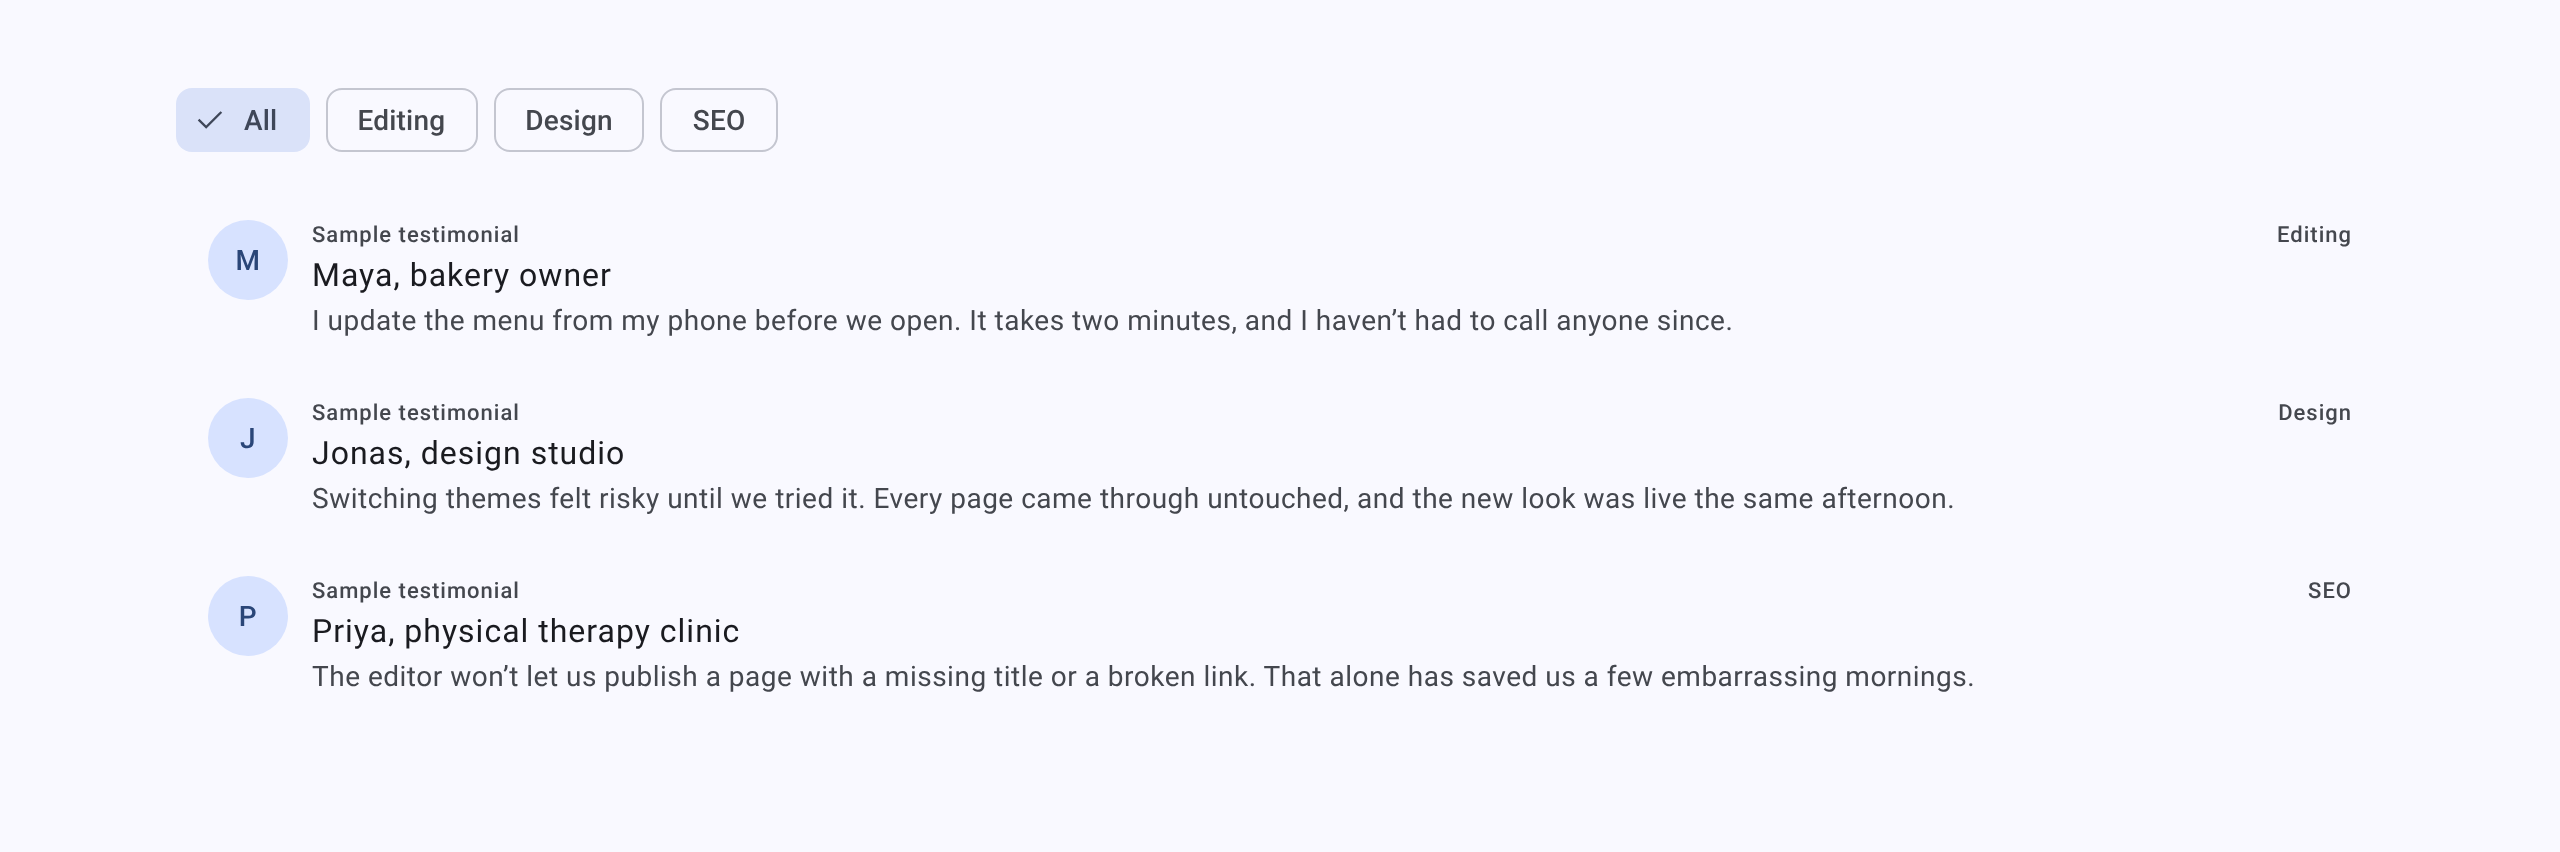 All
Editing
Design
SEO
M
Sample testimonial
Editing
Maya, bakery owner
I update the menu from my phone before we open. It takes two minutes, and I haven’t had to call anyone since.
J
Sample testimonial
Design
Jonas, design studio
Switching themes felt risky until we tried it. Every page came through untouched, and the new look was live the same afternoon.
P
Sample testimonial
SEO
Priya, physical therapy clinic
The editor won’t let us publish a page with a missing title or a broken link. That alone has saved us a few embarrassing mornings.